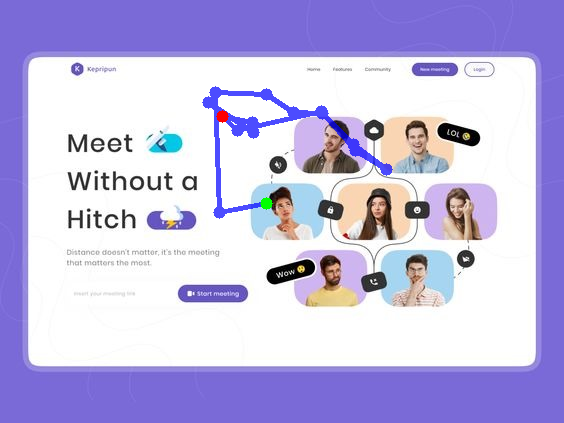 K Kepripun
Home Features Community New meeting Login
Meet
Without a
Hitch
LOL 🤣
Distance doesn't matter, it's the meeting
that matters the most.
Wow 😲
Insert your meeting link Start meeting